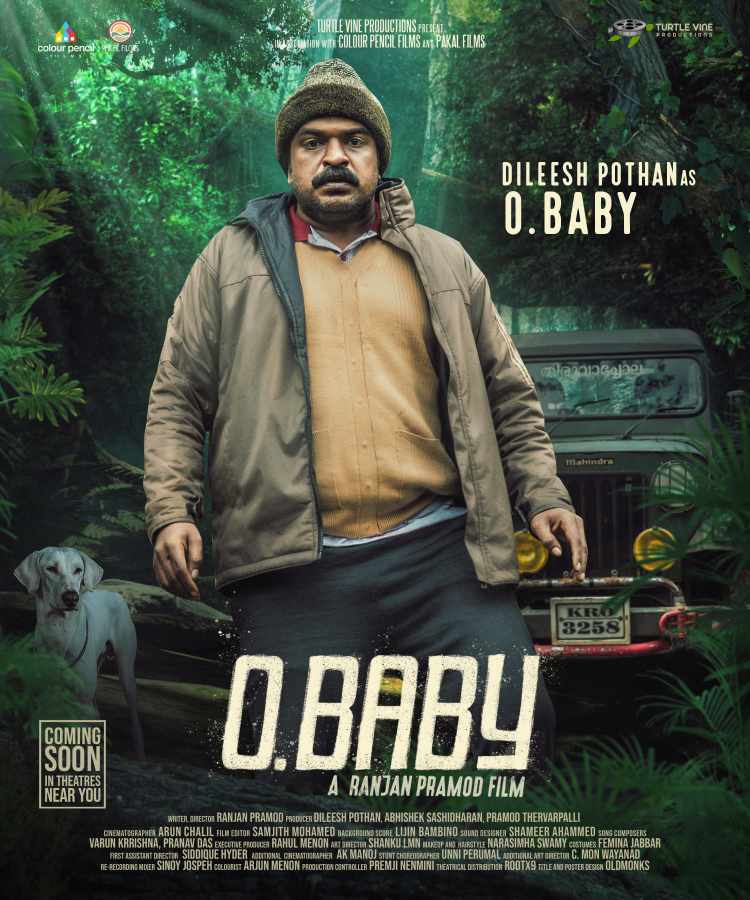 colour pencil
FILMS
PAKAL FILMS
TURTLE VINE PRODUCTIONS PRESENT
IN ASSOCIATION WITH COLOUR PENCIL FILMS AND PAKAL FILMS
TURTLE VINE
PRODUCTIONS
DILEESH POTHAN AS
O.BABY
തിരുവാച്ചോല
Mahindra
KRO
3258
O.BABY
A RANJAN PRAMOD FILM
COMING
SOON
IN THEATRES
NEAR YOU
WRITER, DIRECTOR RANJAN PRAMOD PRODUCER DILEESH POTHAN, ABHISHEK SASHIDHARAN, PRAMOD THERVARPALLI
CINEMATOGRAPHER ARUN CHALIL FILM EDITOR SAMJITH MOHAMED BACKGROUND SCORE LIJIN BAMBINO SOUND DESIGNER SHAMEER AHAMMED SONG COMPOSERS
VARUN KRRISHNA, PRANAV DAS EXECUTIVE PRODUCER RAHUL MENON ART DIRECTOR SHANKU.LMN MAKEUP AND HAIRSTYLE NARASIMHA SWAMY COSTUMES FEMINA JABBAR
FIRST ASSISTANT DIRECTOR SIDDIQUE HYDER ADDITIONAL CINEMATOGRAPHER AK MANOJ STUNT CHOREOGRAPHER UNNI PERUMAL ADDITIONAL ART DIRECTOR C. MON WAYANAD
RE-RECORDING MIXER SINOY JOSPEH COLOURIST ARJUN MENON PRODUCTION CONTROLLER PREMJI NENMINI THEATRICAL DISTRIBUTION ROOTX9 TITLE AND POSTER DESIGN OLDMONKS